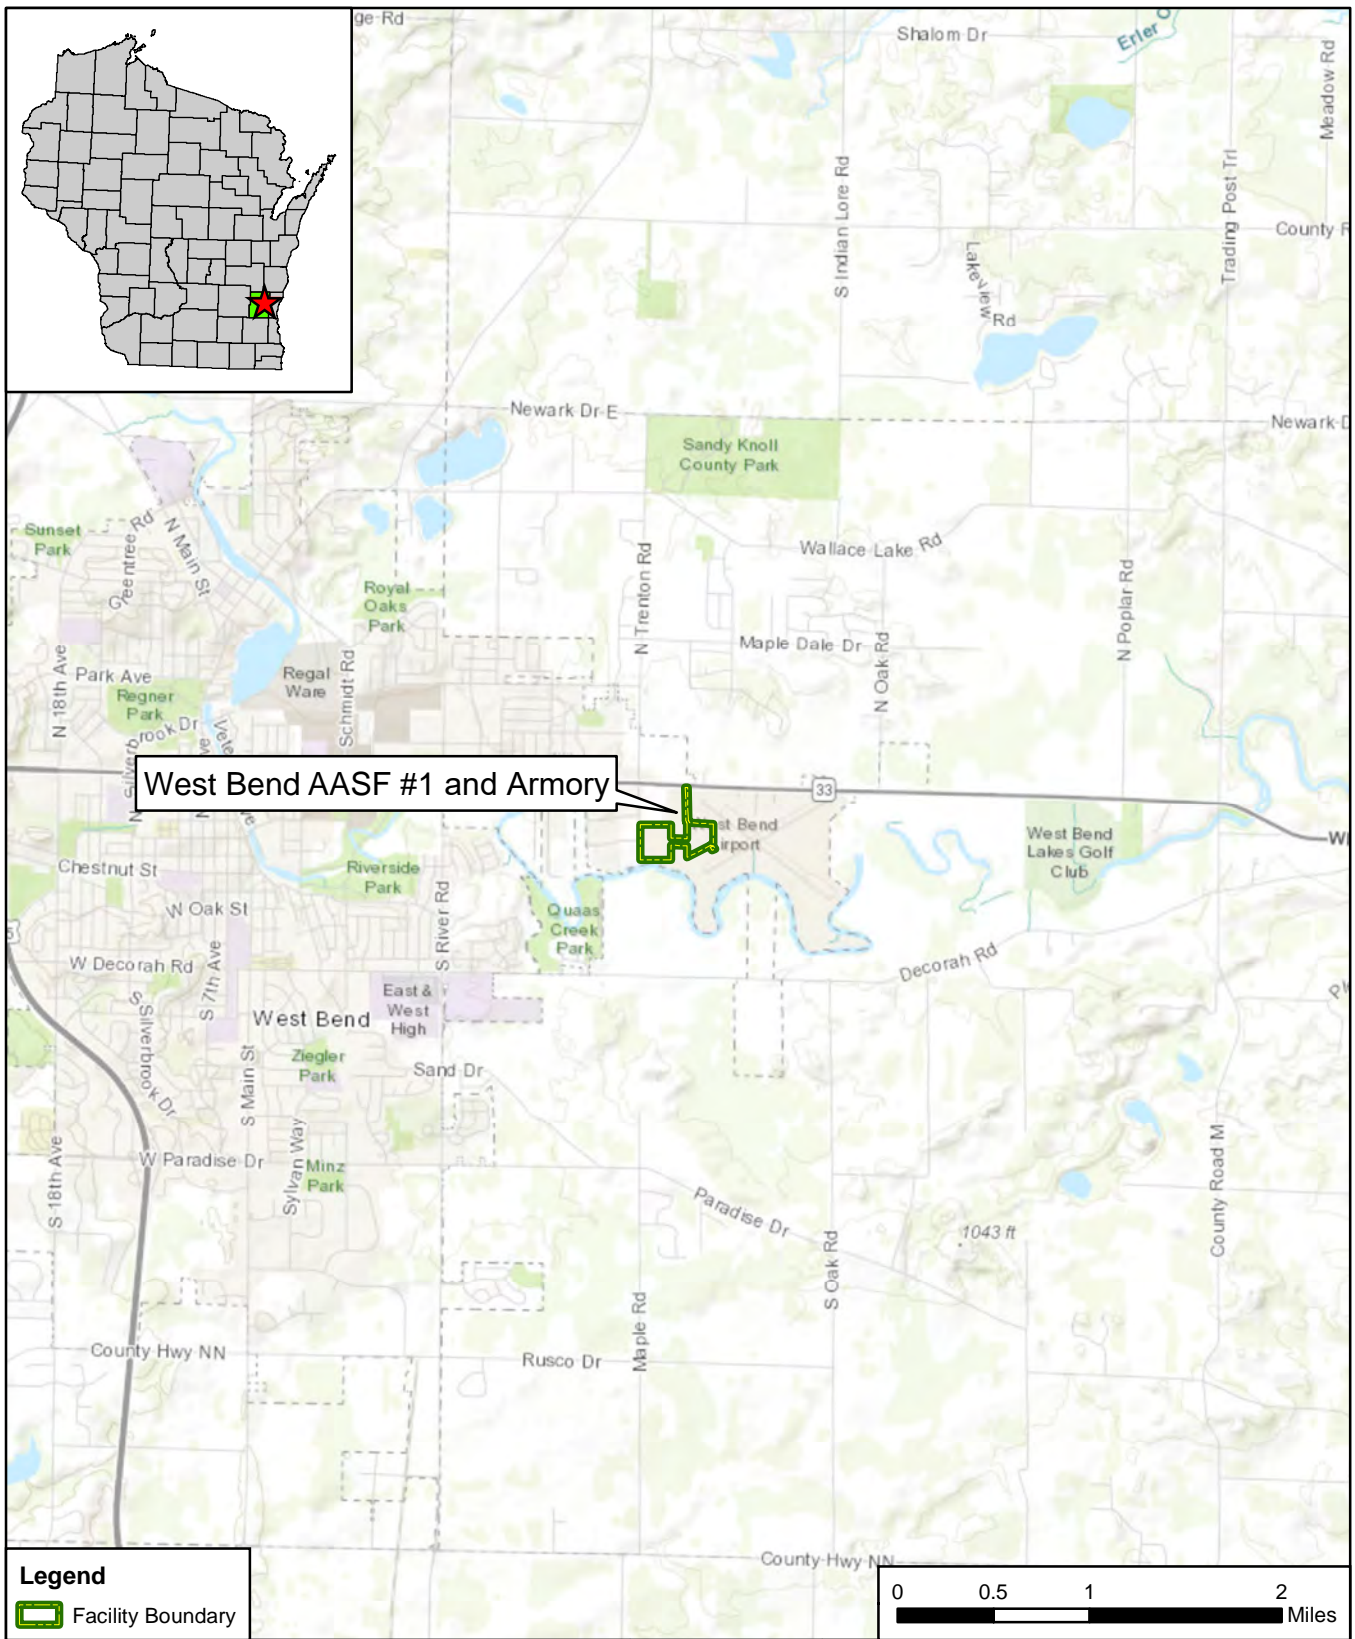 ge Rd
Shalom Dr
Erler
Meadow Rd
S Indian Lore Rd
Trading Post Trl
County R
Lakeview
Rd
Newark Dr E
Newark D
Sandy Knoll
County Park
Sunset
Park
Greentree Rd
N Main St
N Trenton Rd
Wallace Lake Rd
N Poplar Rd
Royal
Oaks
Park
Maple Dale Dr
N Oak Rd
N 18th Ave
Park Ave
Regner
Park
Regal
Ware
Schmidt Rd
N Silverbrook Dr
Vete
ve
West Bend AASF #1 and Armory
33
West Bend
Airport
West Bend
Lakes Golf
Club
WI
Chestnut St
Riverside
Park
W Oak St
S River Rd
Quaas
Creek
Park
Decorah Rd
W Decorah Rd
S 7th Ave
S Silverbrook Dr
East &
West
High
West Bend
Ziegler
Park
Sand Dr
S Main St
Sylvan Way
S 18th Ave
W Paradise Dr
Minz
Park
Paradise Dr
County Road M
1043 ft
S Oak Rd
Maple Rd
County Hwy NN
Rusco Dr
County Hwy NN
Legend
Facility Boundary
0 0.5 1 2
Miles